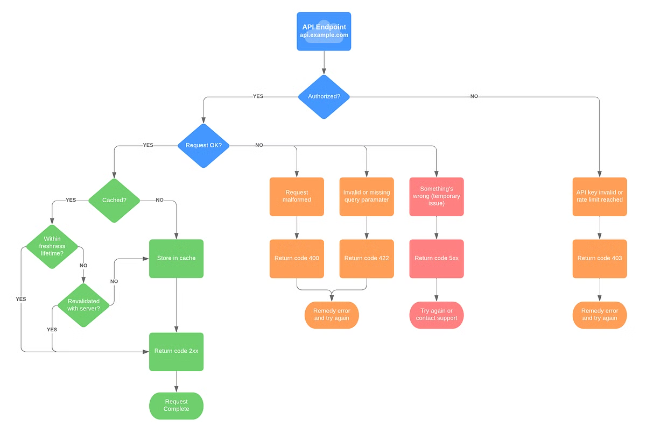 API Endpoint
api.example.com
Authorized?
YES
NO
Request OK?
YES
NO
Cached?
YES
NO
Request
malformed
Invalid or missing
query paramater
Something's
wrong (temporary
issue)
API key invalid or
rate limit reached
Within
freshness
lifetime?
NO
YES
Store in cache
Return code 400
Return code 422
Return code 5xx
Return code 403
Revalidated
with server?
NO
YES
Remedy error
and try again
Try again or
contact support
Remedy error
and try again
Return code 2xx
Request
Complete